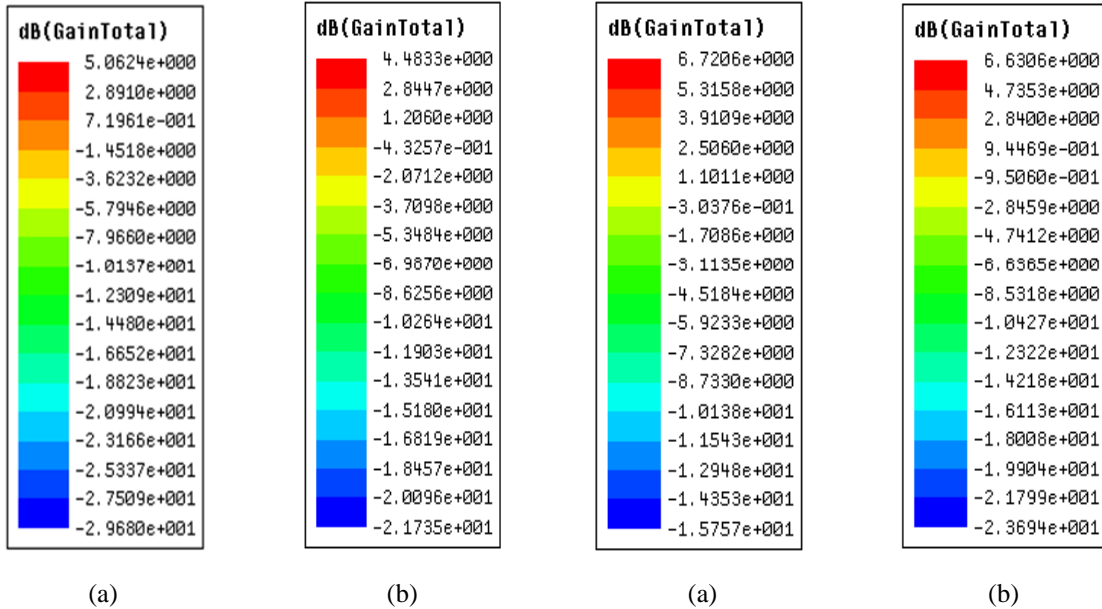 dB(GainTotal)
5.0624e+000
2.8910e+000
7.1961e-001
-1.4518e+000
-3.6232e+000
-5.7946e+000
-7.9660e+000
-1.0137e+001
-1.2309e+001
-1.4480e+001
-1.6652e+001
-1.8823e+001
-2.0994e+001
-2.3166e+001
-2.5337e+001
-2.7509e+001
-2.9680e+001
(a)
dB(GainTotal)
4.4833e+000
2.8447e+000
1.2060e+000
-4.3257e-001
-2.0712e+000
-3.7098e+000
-5.3484e+000
-6.9870e+000
-8.6256e+000
-1.0264e+001
-1.1903e+001
-1.3541e+001
-1.5180e+001
-1.6819e+001
-1.8457e+001
-2.0096e+001
-2.1735e+001
(b)
dB(GainTotal)
6.7206e+000
5.3158e+000
3.9109e+000
2.5060e+000
1.1011e+000
-3.0376e-001
-1.7086e+000
-3.1135e+000
-4.5184e+000
-5.9233e+000
-7.3282e+000
-8.7330e+000
-1.0138e+001
-1.1543e+001
-1.2948e+001
-1.4353e+001
-1.5757e+001
(a)
dB(GainTotal)
6.6306e+000
4.7353e+000
2.8400e+000
9.4469e-001
-9.5060e-001
-2.8459e+000
-4.7412e+000
-6.6365e+000
-8.5318e+000
-1.0427e+001
-1.2322e+001
-1.4218e+001
-1.6113e+001
-1.8008e+001
-1.9904e+001
-2.1799e+001
-2.3694e+001
(b)